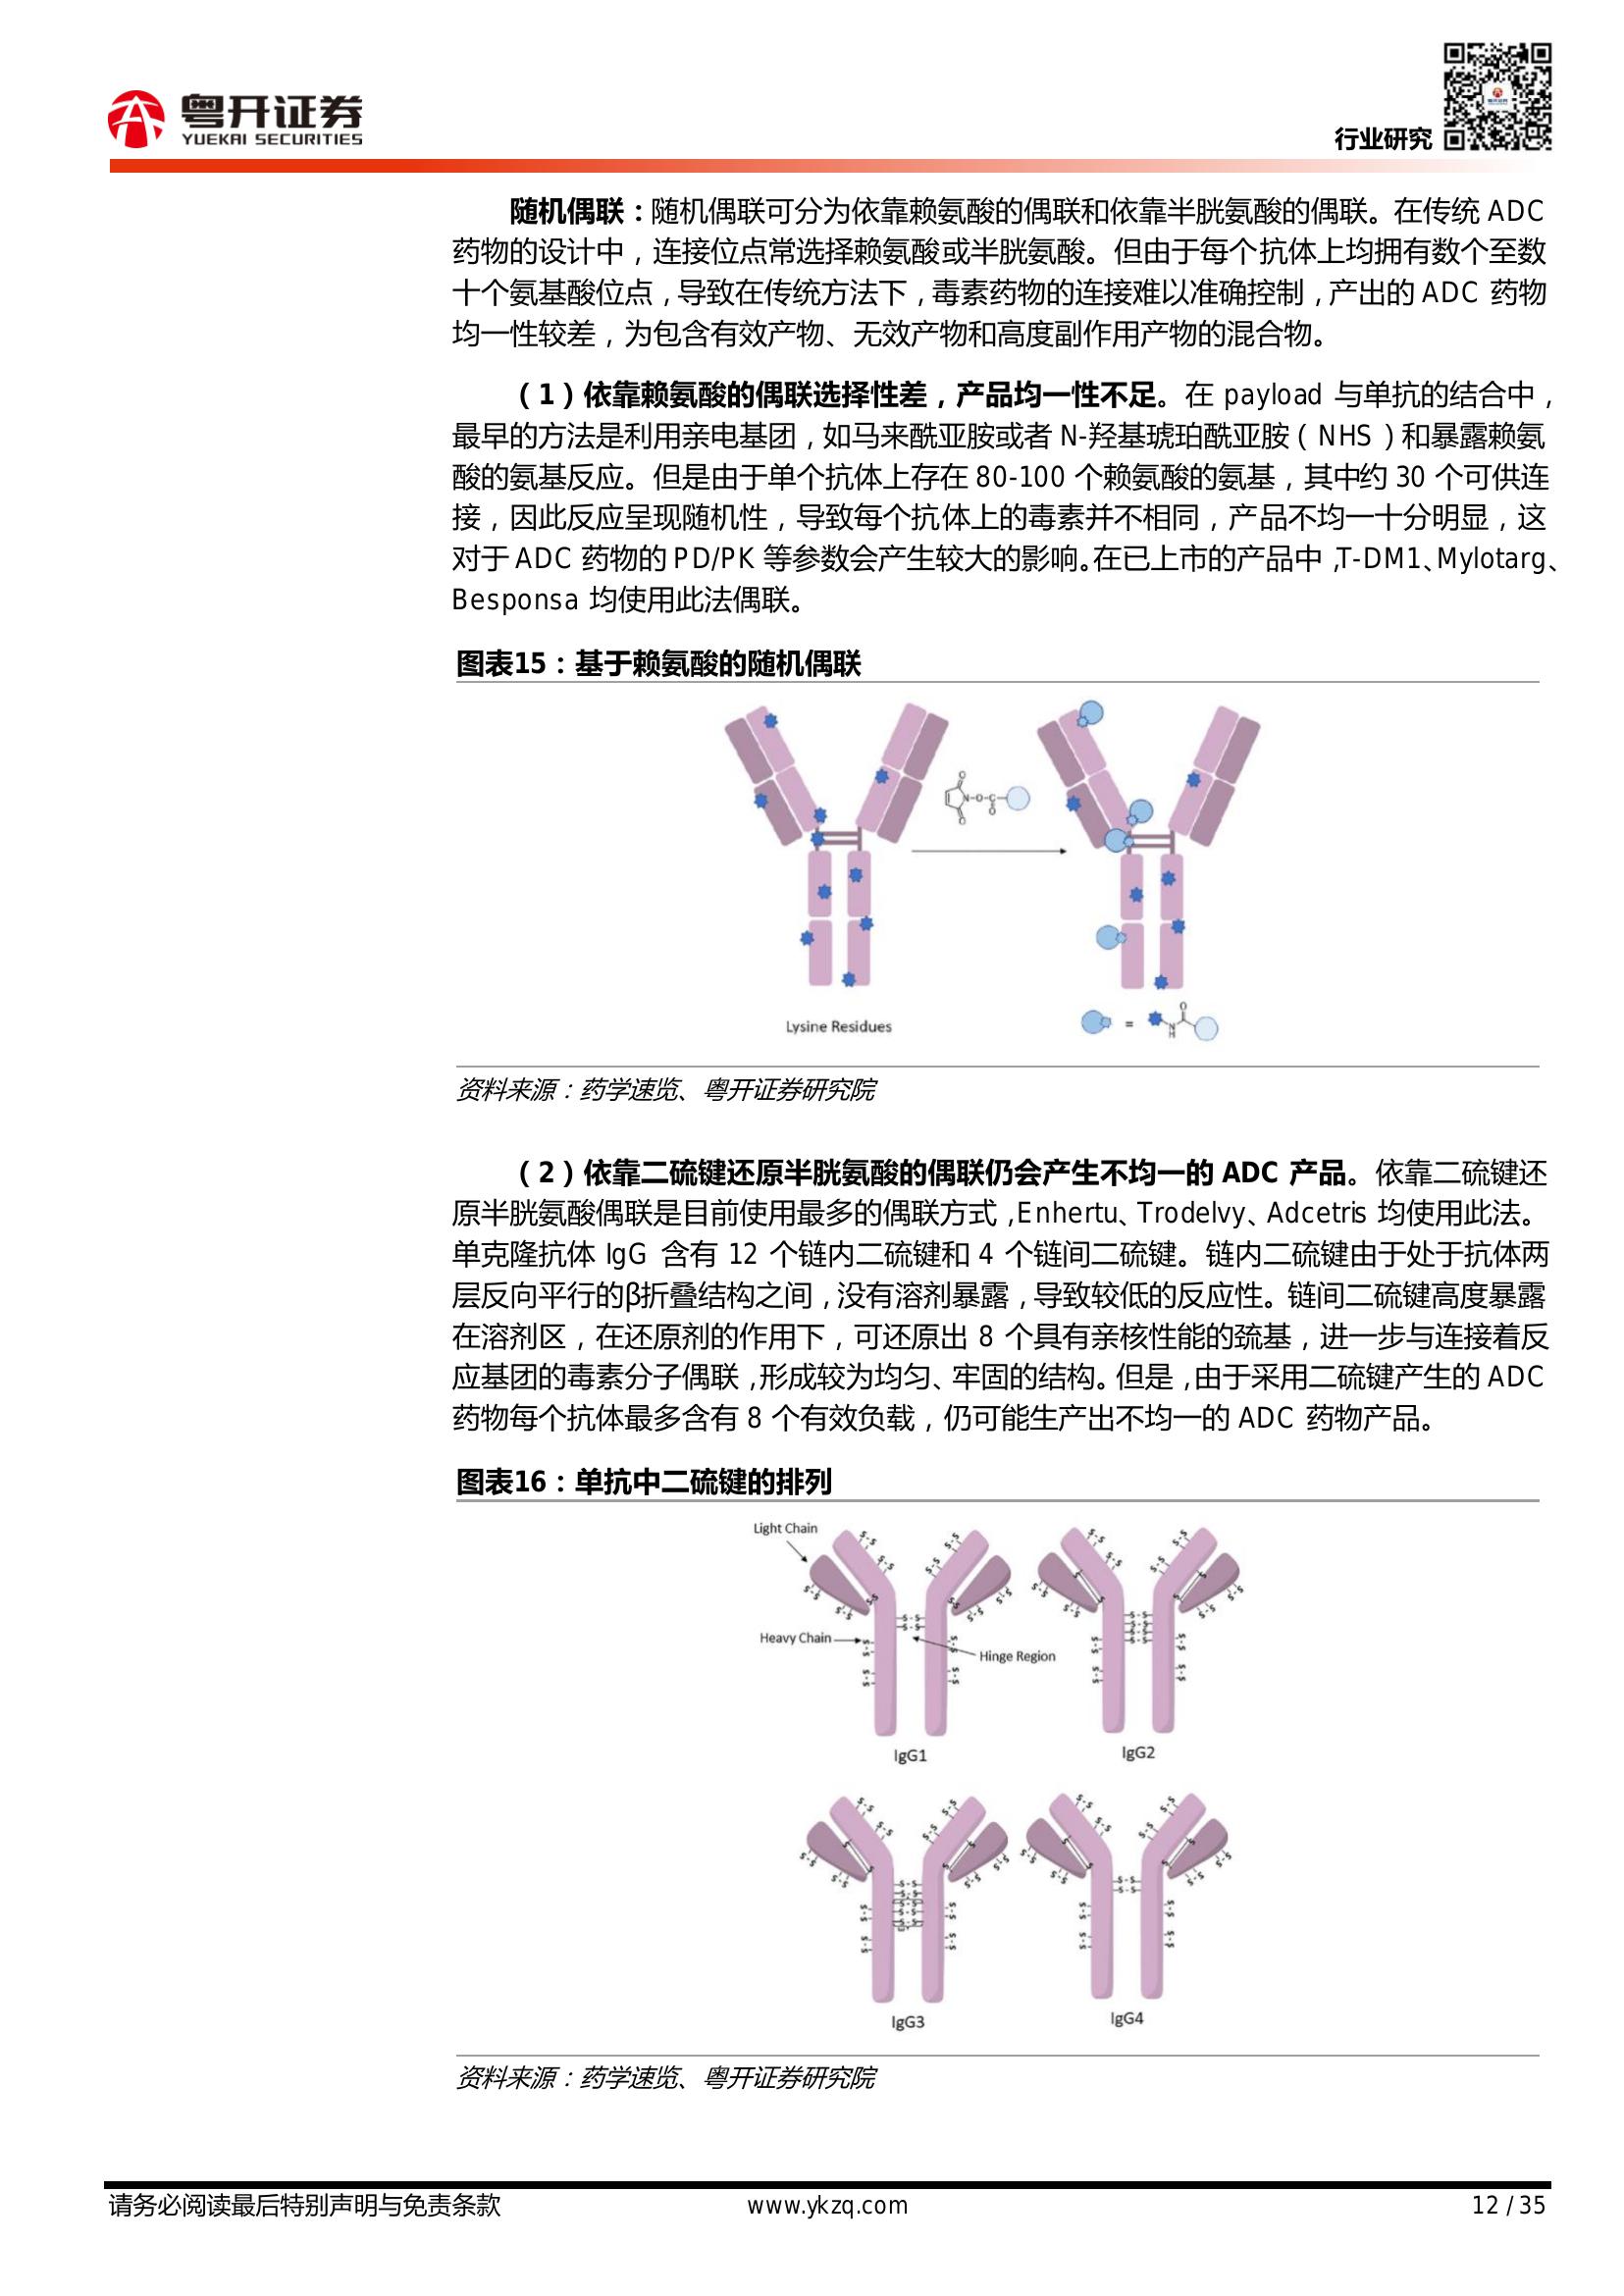 粤开证券
YUEKAI SECURITIES
行业研究
随机偶联：随机偶联可分为依靠赖氨酸的偶联和依靠半胱氨酸的偶联。在传统 ADC
药物的设计中，连接位点常选择赖氨酸或半胱氨酸。但由于每个抗体上均拥有数个至数
十个氨基酸位点，导致在传统方法下，毒素药物的连接难以准确控制，产出的 ADC 药物
均一性较差，为包含有效产物、无效产物和高度副作用产物的混合物。
（1）依靠赖氨酸的偶联选择性差，产品均一性不足。在 payload 与单抗的结合中，
最早的方法是利用亲电基团，如马来酰亚胺或者 N-羟基琥珀酰亚胺（NHS）和暴露赖氨
酸的氨基反应。但是由于单个抗体上存在 80-100 个赖氨酸的氨基，其中约 30 个可供连
接，因此反应呈现随机性，导致每个抗体上的毒素并不相同，产品不均一十分明显，这
对于 ADC 药物的 PD/PK 等参数会产生较大的影响。在已上市的产品中，T-DM1、Mylotarg、
Besponsa 均使用此法偶联。
图表15：基于赖氨酸的随机偶联
O
N-O-C
O
O
Lysine Residues
=
O
N
H
资料来源：药学速览、粤开证券研究院
（2）依靠二硫键还原半胱氨酸的偶联仍会产生不均一的 ADC 产品。依靠二硫键还
原半胱氨酸偶联是目前使用最多的偶联方式，Enhertu、Trodelvy、Adcetris 均使用此法。
单克隆抗体 IgG 含有 12 个链内二硫键和 4 个链间二硫键。链内二硫键由于处于抗体两
层反向平行的β折叠结构之间，没有溶剂暴露，导致较低的反应性。链间二硫键高度暴露
在溶剂区，在还原剂的作用下，可还原出 8 个具有亲核性能的巯基，进一步与连接着反
应基团的毒素分子偶联，形成较为均匀、牢固的结构。但是，由于采用二硫键产生的 ADC
药物每个抗体最多含有 8 个有效负载，仍可能生产出不均一的 ADC 药物产品。
图表16：单抗中二硫键的排列
Light Chain
Heavy Chain
Hinge Region
IgG1
IgG2
IgG3
IgG4
资料来源：药学速览、粤开证券研究院
请务必阅读最后特别声明与免责条款
www.ykzq.com
12 / 35